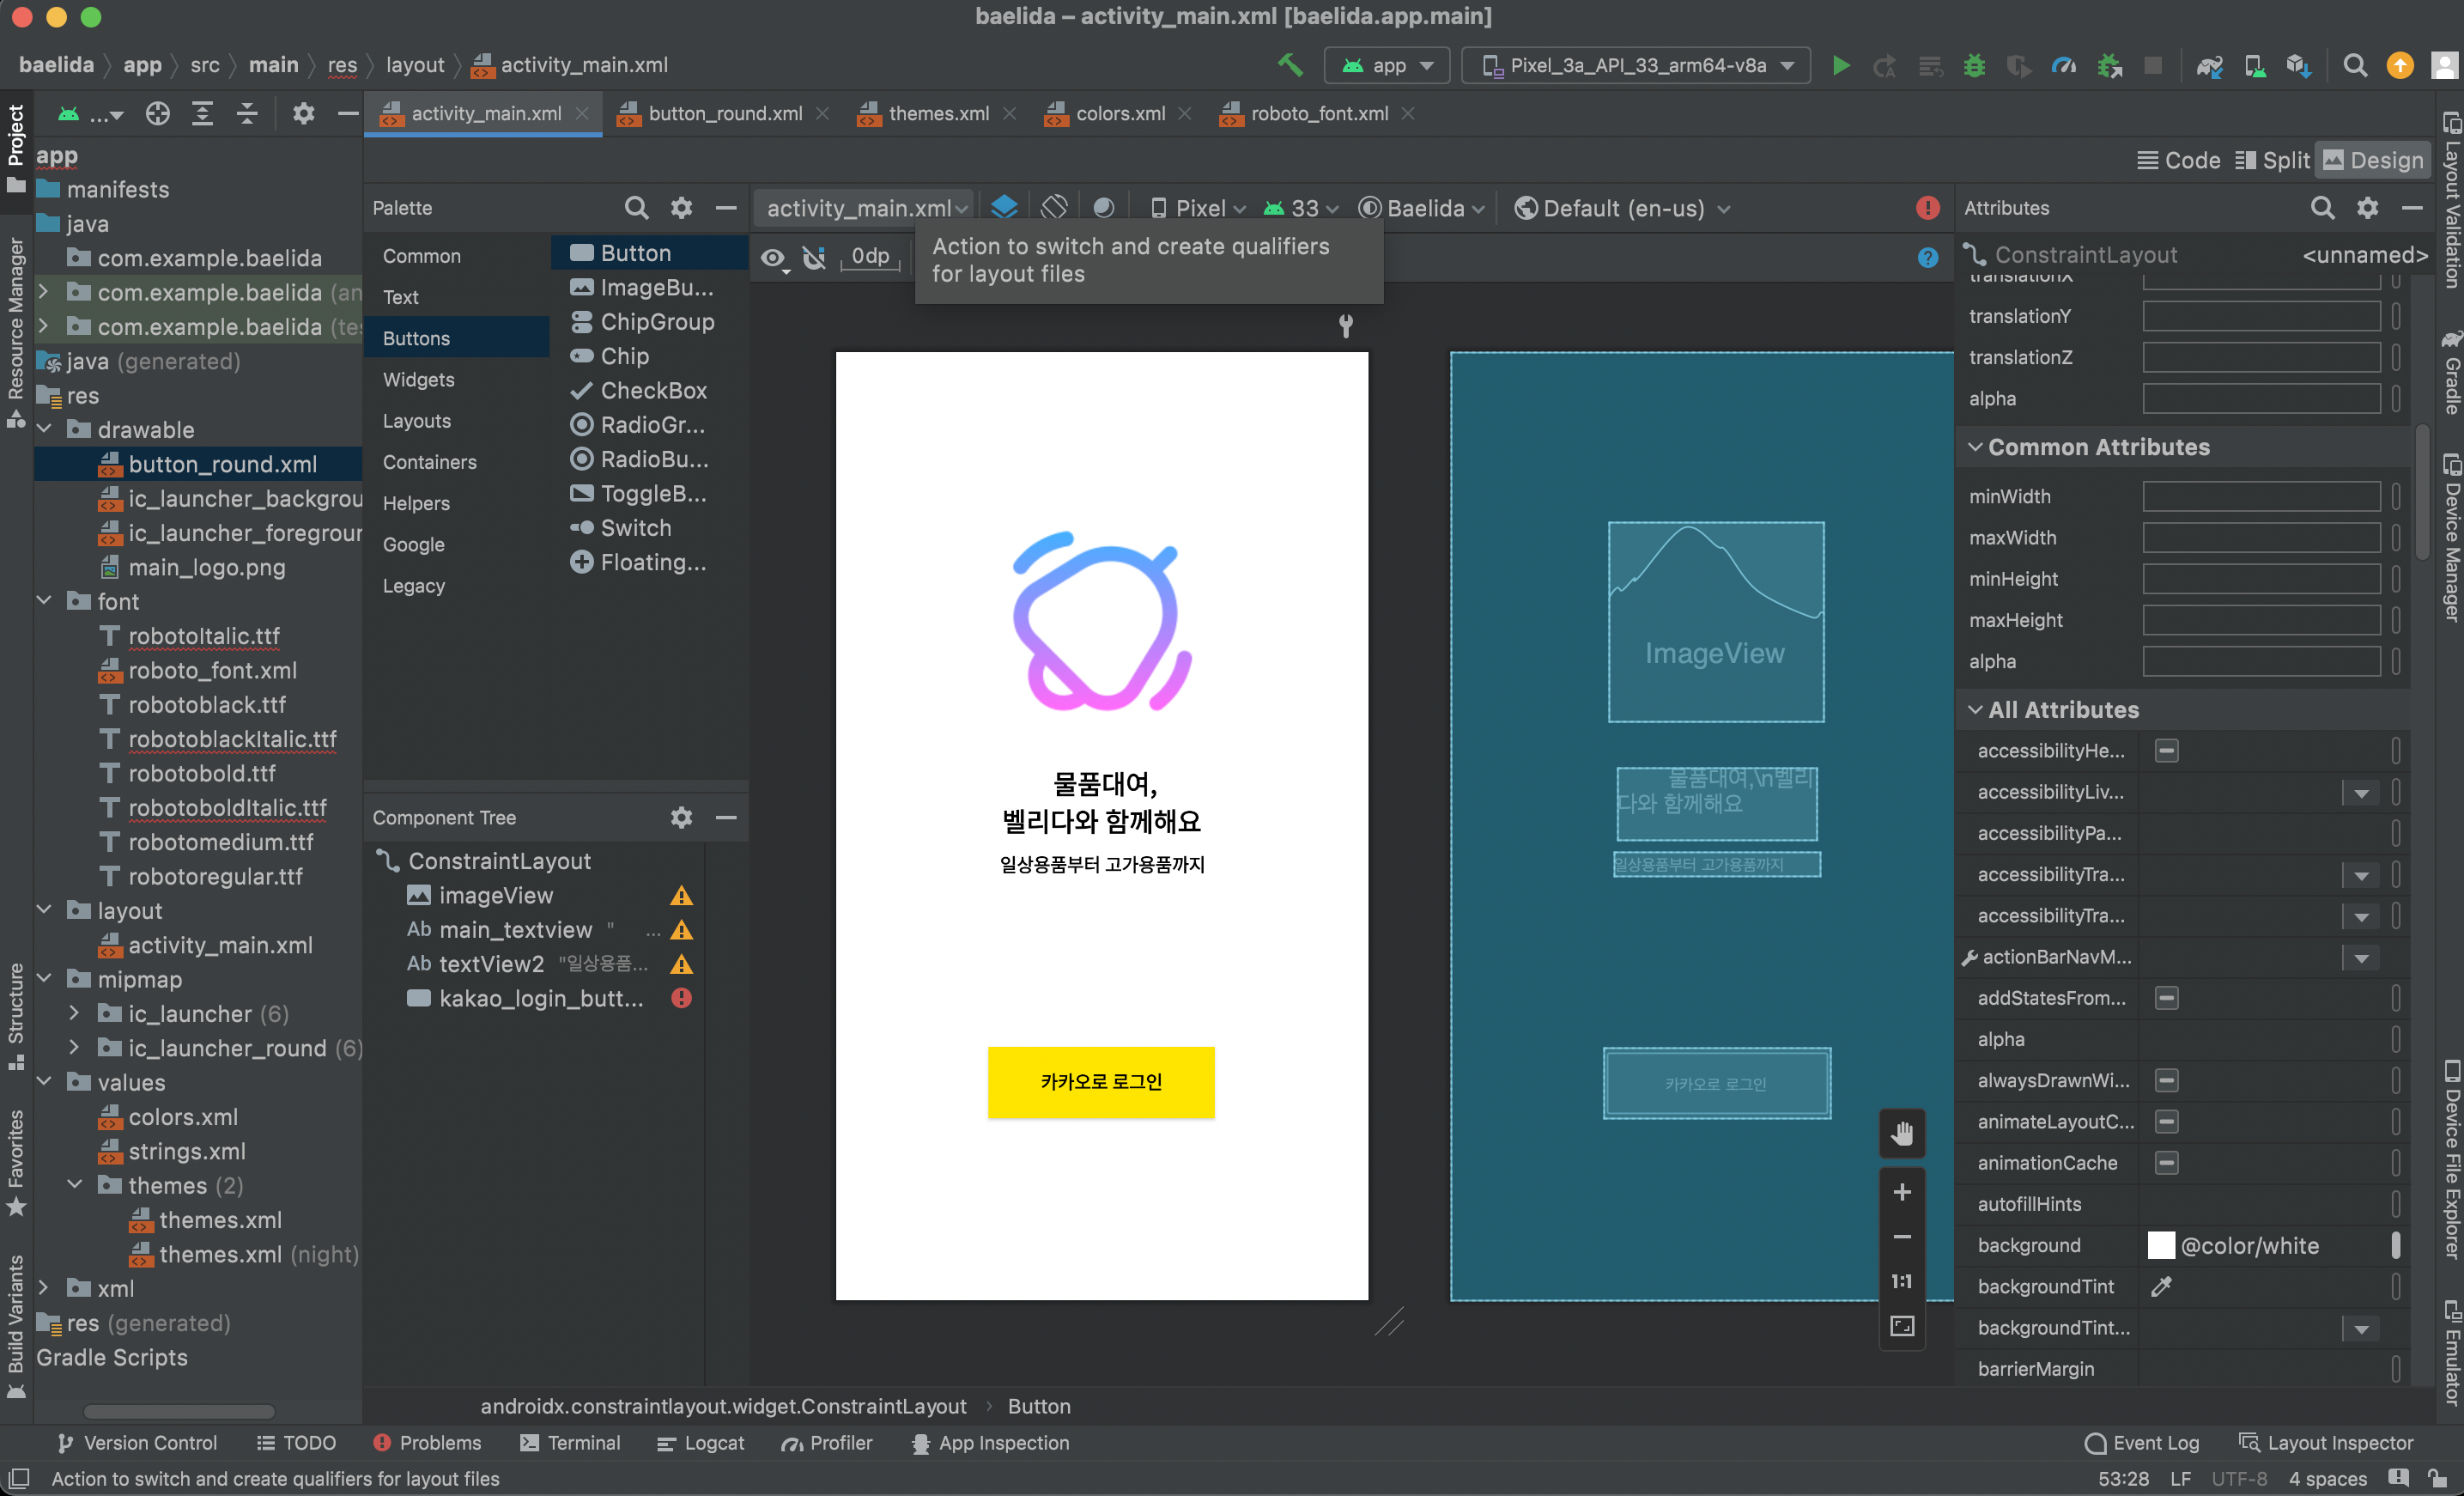 baelida – activity_main.xml [baelida.app.main]
baelida app src main res layout activity_main.xml
app Pixel_3a_API_33_arm64-v8a
Project
Resource Manager
Structure
Favorites
Build Variants
...
app
manifests
java
com.example.baelida
com.example.baelida (an
com.example.baelida (te
java (generated)
res
drawable
button_round.xml
ic_launcher_backgrou
ic_launcher_foregrour
main_logo.png
font
robotoItalic.ttf
roboto_font.xml
robotoblack.ttf
robotoblackItalic.ttf
robotobold.ttf
robotoboldItalic.ttf
robotomedium.ttf
robotoregular.ttf
layout
activity_main.xml
mipmap
ic_launcher (6)
ic_launcher_round (6)
values
colors.xml
strings.xml
themes (2)
themes.xml
themes.xml (night)
xml
res (generated)
Gradle Scripts
activity_main.xml button_round.xml themes.xml colors.xml roboto_font.xml
Code Split Design
Palette
Common
Text
Buttons
Widgets
Layouts
Containers
Helpers
Google
Legacy
Button
ImageBu...
ChipGroup
Chip
CheckBox
RadioGr...
RadioBu...
ToggleB...
Switch
Floating...
Component Tree
ConstraintLayout
imageView
Ab main_textview " ...
Ab textView2 "일상용품...
kakao_login_butt...
activity_main.xml Pixel 33 Baelida Default (en-us)
0dp
Action to switch and create qualifiers
for layout files
물품대여,
벨리다와 함께해요
일상용품부터 고가용품까지
카카오로 로그인
ImageView
물품대여,\n벨리
다와 함께해요
일상용품부터 고가용품까지
카카오로 로그인
1:1
Attributes
ConstraintLayout <unnamed>
translationX
translationY
translationZ
alpha
Common Attributes
minWidth
maxWidth
minHeight
maxHeight
alpha
All Attributes
accessibilityHe...
accessibilityLiv...
accessibilityPa...
accessibilityTra...
accessibilityTra...
actionBarNavM...
addStatesFrom...
alpha
alwaysDrawnWi...
animateLayoutC...
animationCache
autofillHints
background @color/white
backgroundTint
backgroundTint...
barrierMargin
Layout Validation
Gradle
Device Manager
Device File Explorer
Emulator
androidx.constraintlayout.widget.ConstraintLayout › Button
Version Control TODO Problems Terminal Logcat Profiler App Inspection Event Log Layout Inspector
Action to switch and create qualifiers for layout files 53:28 LF UTF-8 4 spaces